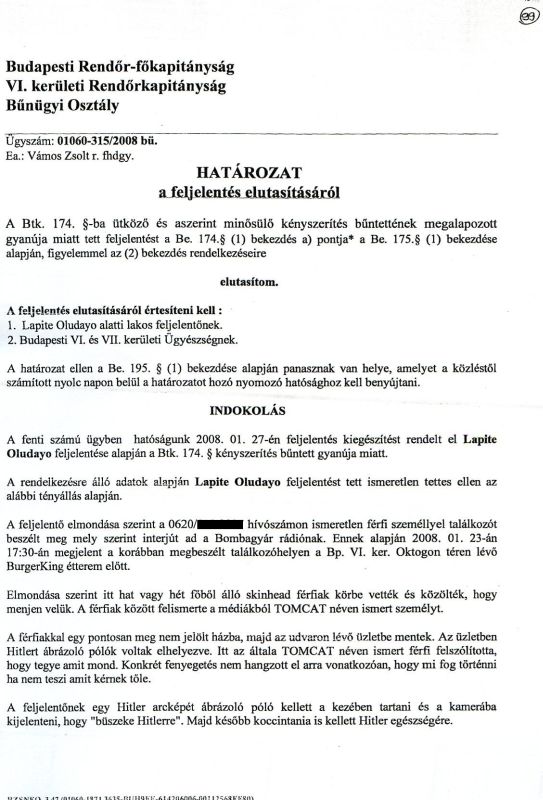 29
Budapesti Rendőr-főkapitányság
VI. kerületi Rendőrkapitányság
Bűnügyi Osztály
Ügyszám: 01060-315/2008 bü.
Ea.: Vámos Zsolt r. fhdgy.
HATÁROZAT
a feljelentés elutasításáról
A Btk. 174. §-ba ütköző és aszerint minősülő kényszerítés bűntettének megalapozott
gyanúja miatt tett feljelentést a Be. 174.§ (1) bekezdés a) pontja* a Be. 175.§ (1) bekezdése
alapján, figyelemmel az (2) bekezdés rendelkezéseire
elutasítom.
A feljelentés elutasításáról értesíteni kell :
1. Lapite Oludayo alatti lakos feljelentőnek.
2. Budapesti VI. és VII. kerületi Ügyészségnek.
A határozat ellen a Be. 195. § (1) bekezdése alapján panasznak van helye, amelyet a közléstől
számított nyolc napon belül a határozatot hozó nyomozó hatósághoz kell benyújtani.
INDOKOLÁS
A fenti számú ügyben hatóságunk 2008. 01. 27-én feljelentés kiegészítést rendelt el Lapite
Oludayo feljelentése alapján a Btk. 174. § kényszerítés bűntett gyanúja miatt.
A rendelkezésre álló adatok alapján Lapite Oludayo feljelentést tett ismeretlen tettes ellen az
alábbi tényállás alapján.
A feljelentő elmondása szerint a 0620/ hívószámon ismeretlen férfi személlyel találkozót
beszélt meg mely szerint interjút ad a Bombagyár rádiónak. Ennek alapján 2008. 01. 23-án
17:30-án megjelent a korábban megbeszélt találkozóhelyen a Bp. VI. ker. Oktogon téren lévő
BurgerKing étterem előtt.
Elmondása szerint itt hat vagy hét főből álló skinhead férfiak körbe vették és közölték, hogy
menjen velük. A férfiak között felismerte a médiákból TOMCAT néven ismert személyt.
A férfiakkal egy pontosan meg nem jelölt házba, majd az udvaron lévő üzletbe mentek. Az üzletben
Hitlert ábrázoló pólók voltak elhelyezve. Itt az általa TOMCAT néven ismert férfi felszólította,
hogy tegye amit mond. Konkrét fenyegetés nem hangzott el arra vonatkozóan, hogy mi fog történni
ha nem teszi amit kérnek tőle.
A feljelentőnek egy Hitler arcképét ábrázoló póló kellett a kezében tartani és a kamerába
kijelenteni, hogy "büszeke Hitlerre". Majd később koccintania is kellett Hitler egészségére.